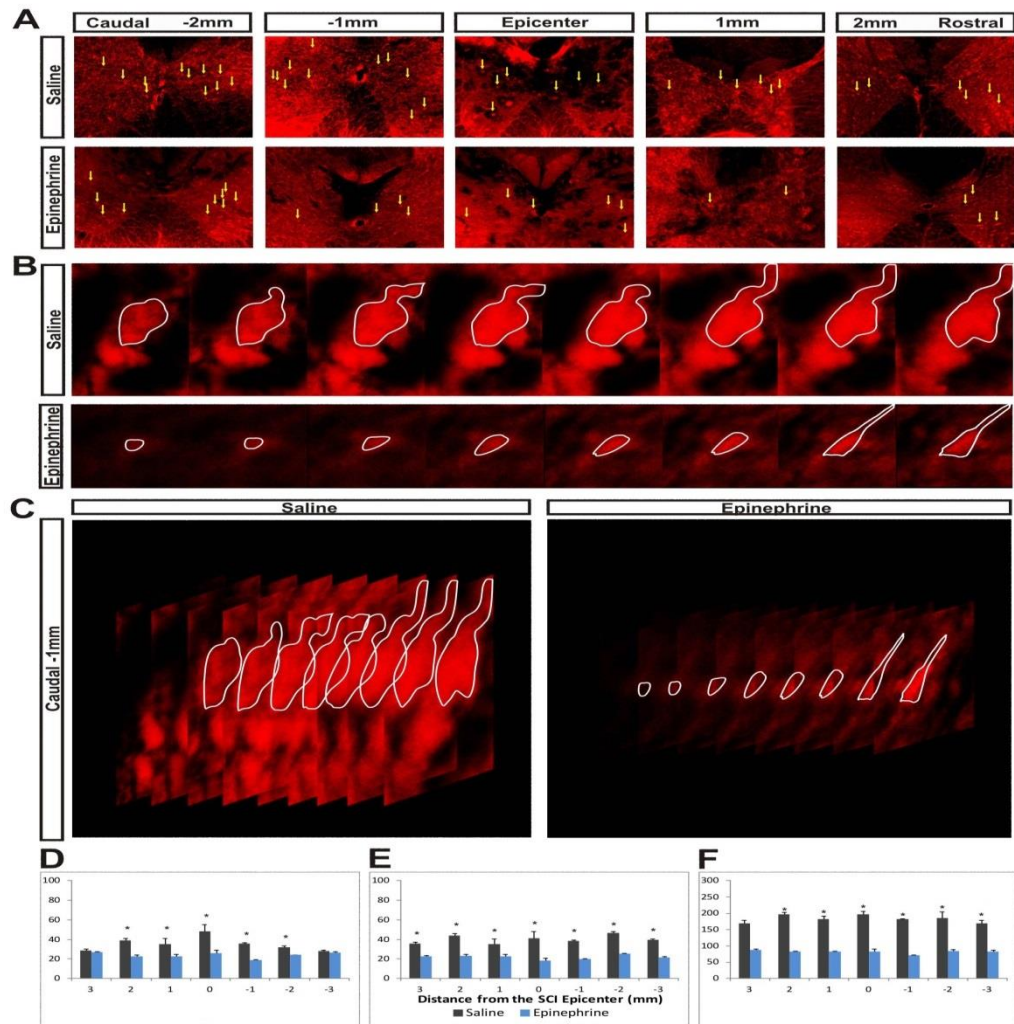 A
Caudal -2mm -1mm Epicenter 1mm 2mm Rostral
Saline
Epinephrine
B
Saline
Epinephrine
C
Saline Epinephrine
Caudal -1mm
D E F
100
80
60
40
20
0
* * * * *
3 2 1 0 -1 -2 -3
100
80
60
40
20
0
* * * * * * *
3 2 1 0 -1 -2 -3
300
250
200
150
100
50
0
* * * * * *
3 2 1 0 -1 -2 -3
Distance from the SCI Epicenter (mm)
Saline Epinephrine